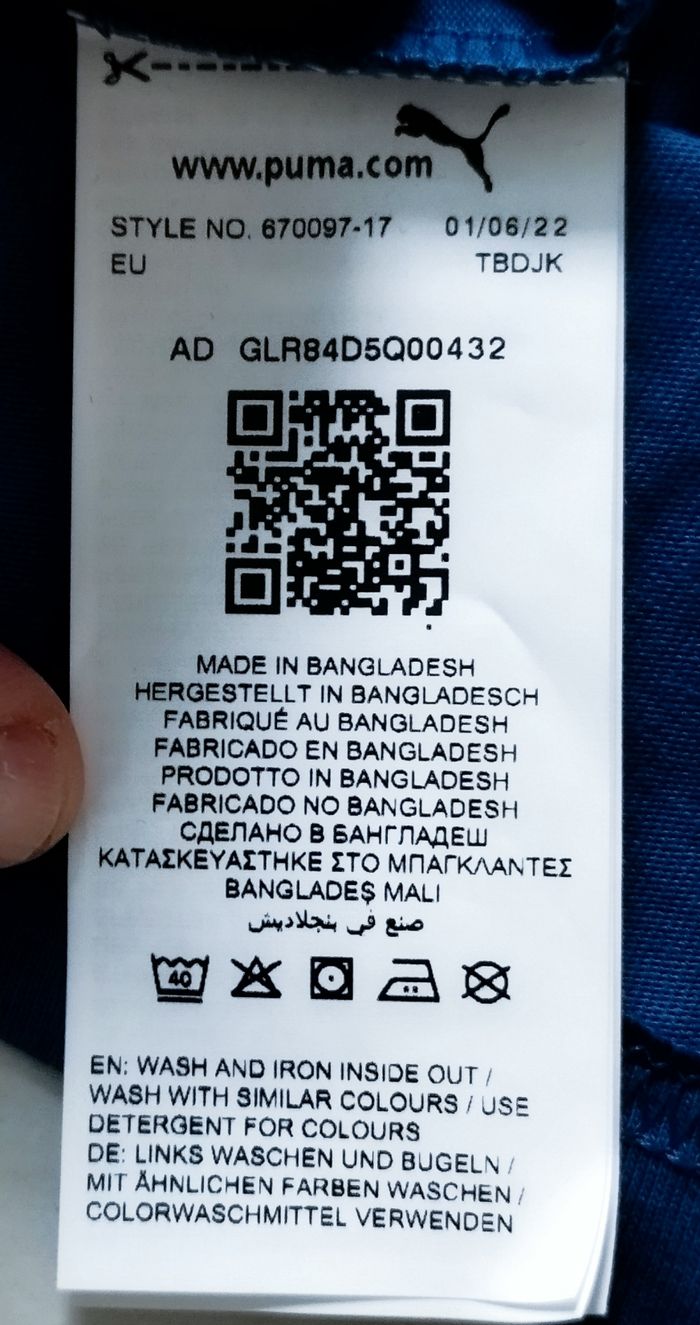 www.puma.com
STYLE NO. 670097-17 01/06/22
EU TBDJK
AD GLR84D5Q00432
MADE IN BANGLADESH
HERGESTELLT IN BANGLADESCH
FABRIQUÉ AU BANGLADESH
FABRICADO EN BANGLADESH
PRODOTTO IN BANGLADESH
FABRICADO NO BANGLADESH
СДЕЛАНО В БАНГЛАДЕШ
ΚΑΤΑΣΚΕΥΑΣΤΗΚΕ ΣΤΟ ΜΠΑΓΚΛΑΝΤΕΣ
BANGLADEŞ MALI
صنع في بنجلاديش
40
EN: WASH AND IRON INSIDE OUT /
WASH WITH SIMILAR COLOURS / USE
DETERGENT FOR COLOURS
DE: LINKS WASCHEN UND BUGELN /
MIT ÄHNLICHEN FARBEN WASCHEN /
COLORWASCHMITTEL VERWENDEN